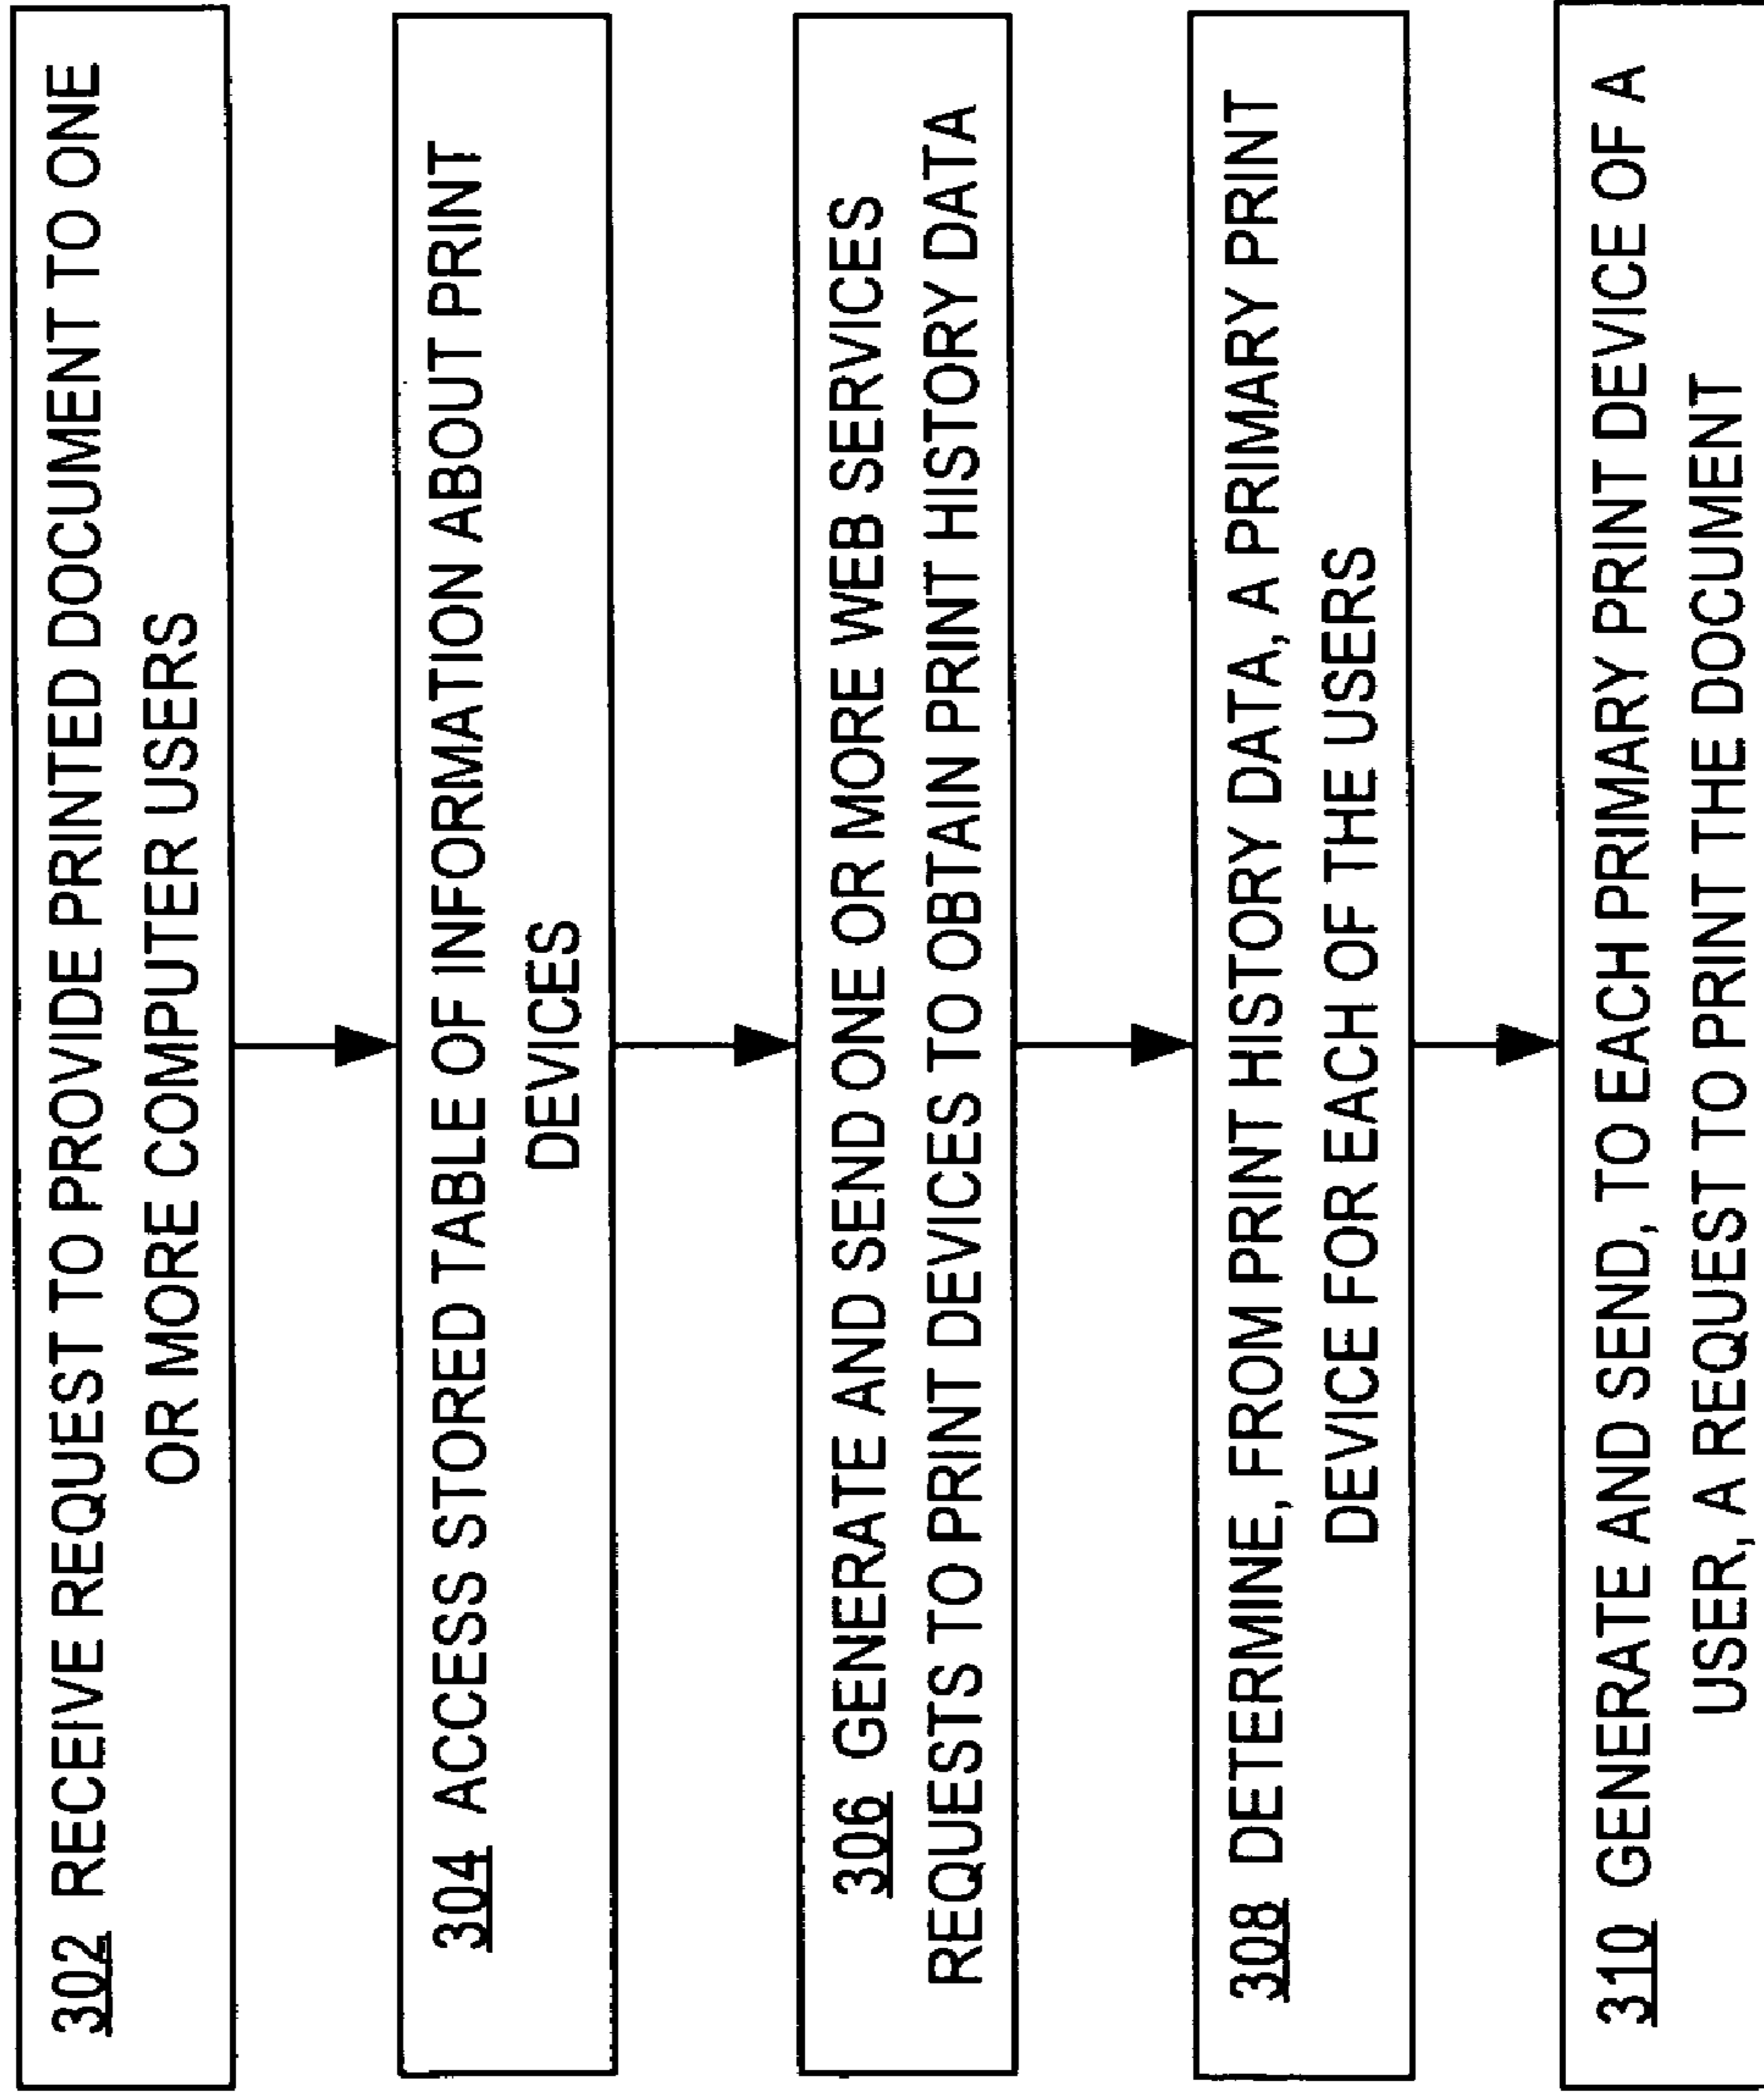 302 RECEIVE REQUEST TO PROVIDE PRINTED DOCUMENT TO ONE
OR MORE COMPUTER USERS
304 ACCESS STORED TABLE OF INFORMATION ABOUT PRINT
DEVICES
306 GENERATE AND SEND ONE OR MORE WEB SERVICES
REQUESTS TO PRINT DEVICES TO OBTAIN PRINT HISTORY DATA
308 DETERMINE, FROM PRINT HISTORY DATA, A PRIMARY PRINT
DEVICE FOR EACH OF THE USERS
310 GENERATE AND SEND, TO EACH PRIMARY PRINT DEVICE OF A
USER, A REQUEST TO PRINT THE DOCUMENT